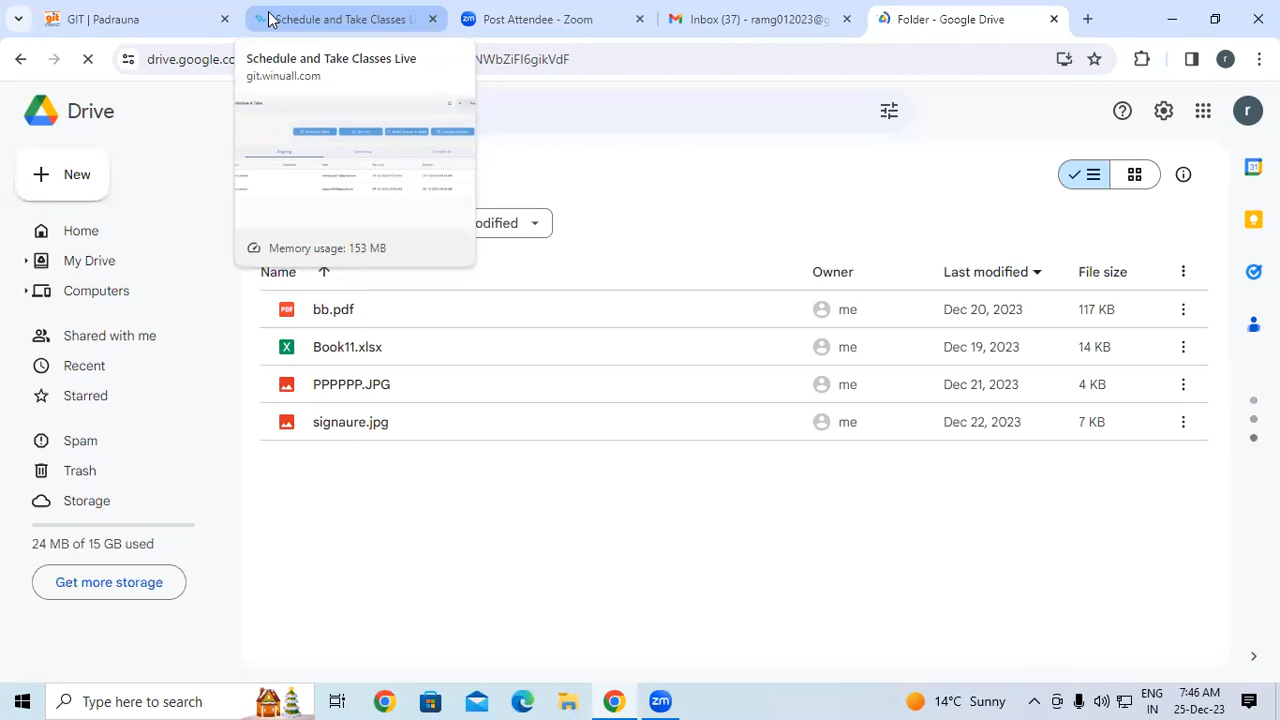 GIT | Padrauna
Schedule and Take Classes Li
Post Attendee - Zoom
Inbox (30) - ramg012023@g
Folder - Google Drive
drive.google.co
NWbZiFI6gikVdF
r
Schedule and Take Classes Live
git.winuall.com
Ongoing
Upcoming
Memory usage: 153 MB
Drive
r
New
odified
Home
My Drive
Computers
Shared with me
Recent
Starred
Spam
Trash
Storage
24 MB of 15 GB used
Get more storage
Name Owner Last modified File size
bb.pdf me Dec 20, 2023 117 KB
Book11.xlsx me Dec 19, 2023 14 KB
PPPPPP.JPG me Dec 21, 2023 4 KB
signaure.jpg me Dec 22, 2023 7 KB
Type here to search
14°C Sunny
ENG
IN
7:46 AM
25-Dec-23